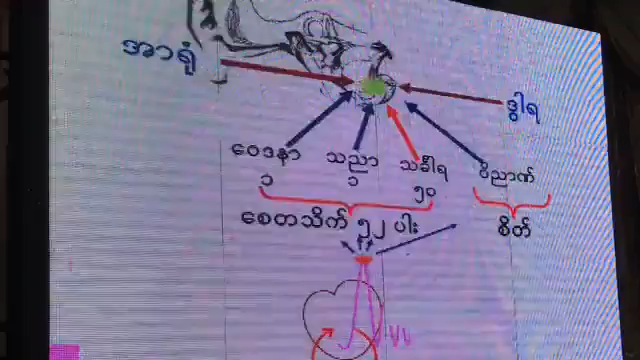 အာရုံ
ဒွါရ
ဝေဒနာ သညာ သင်္ခါရ ဝိညာဏ်
၁ ၁ ၅၀
စေတသိက် ၅၂ ပါး စိတ်